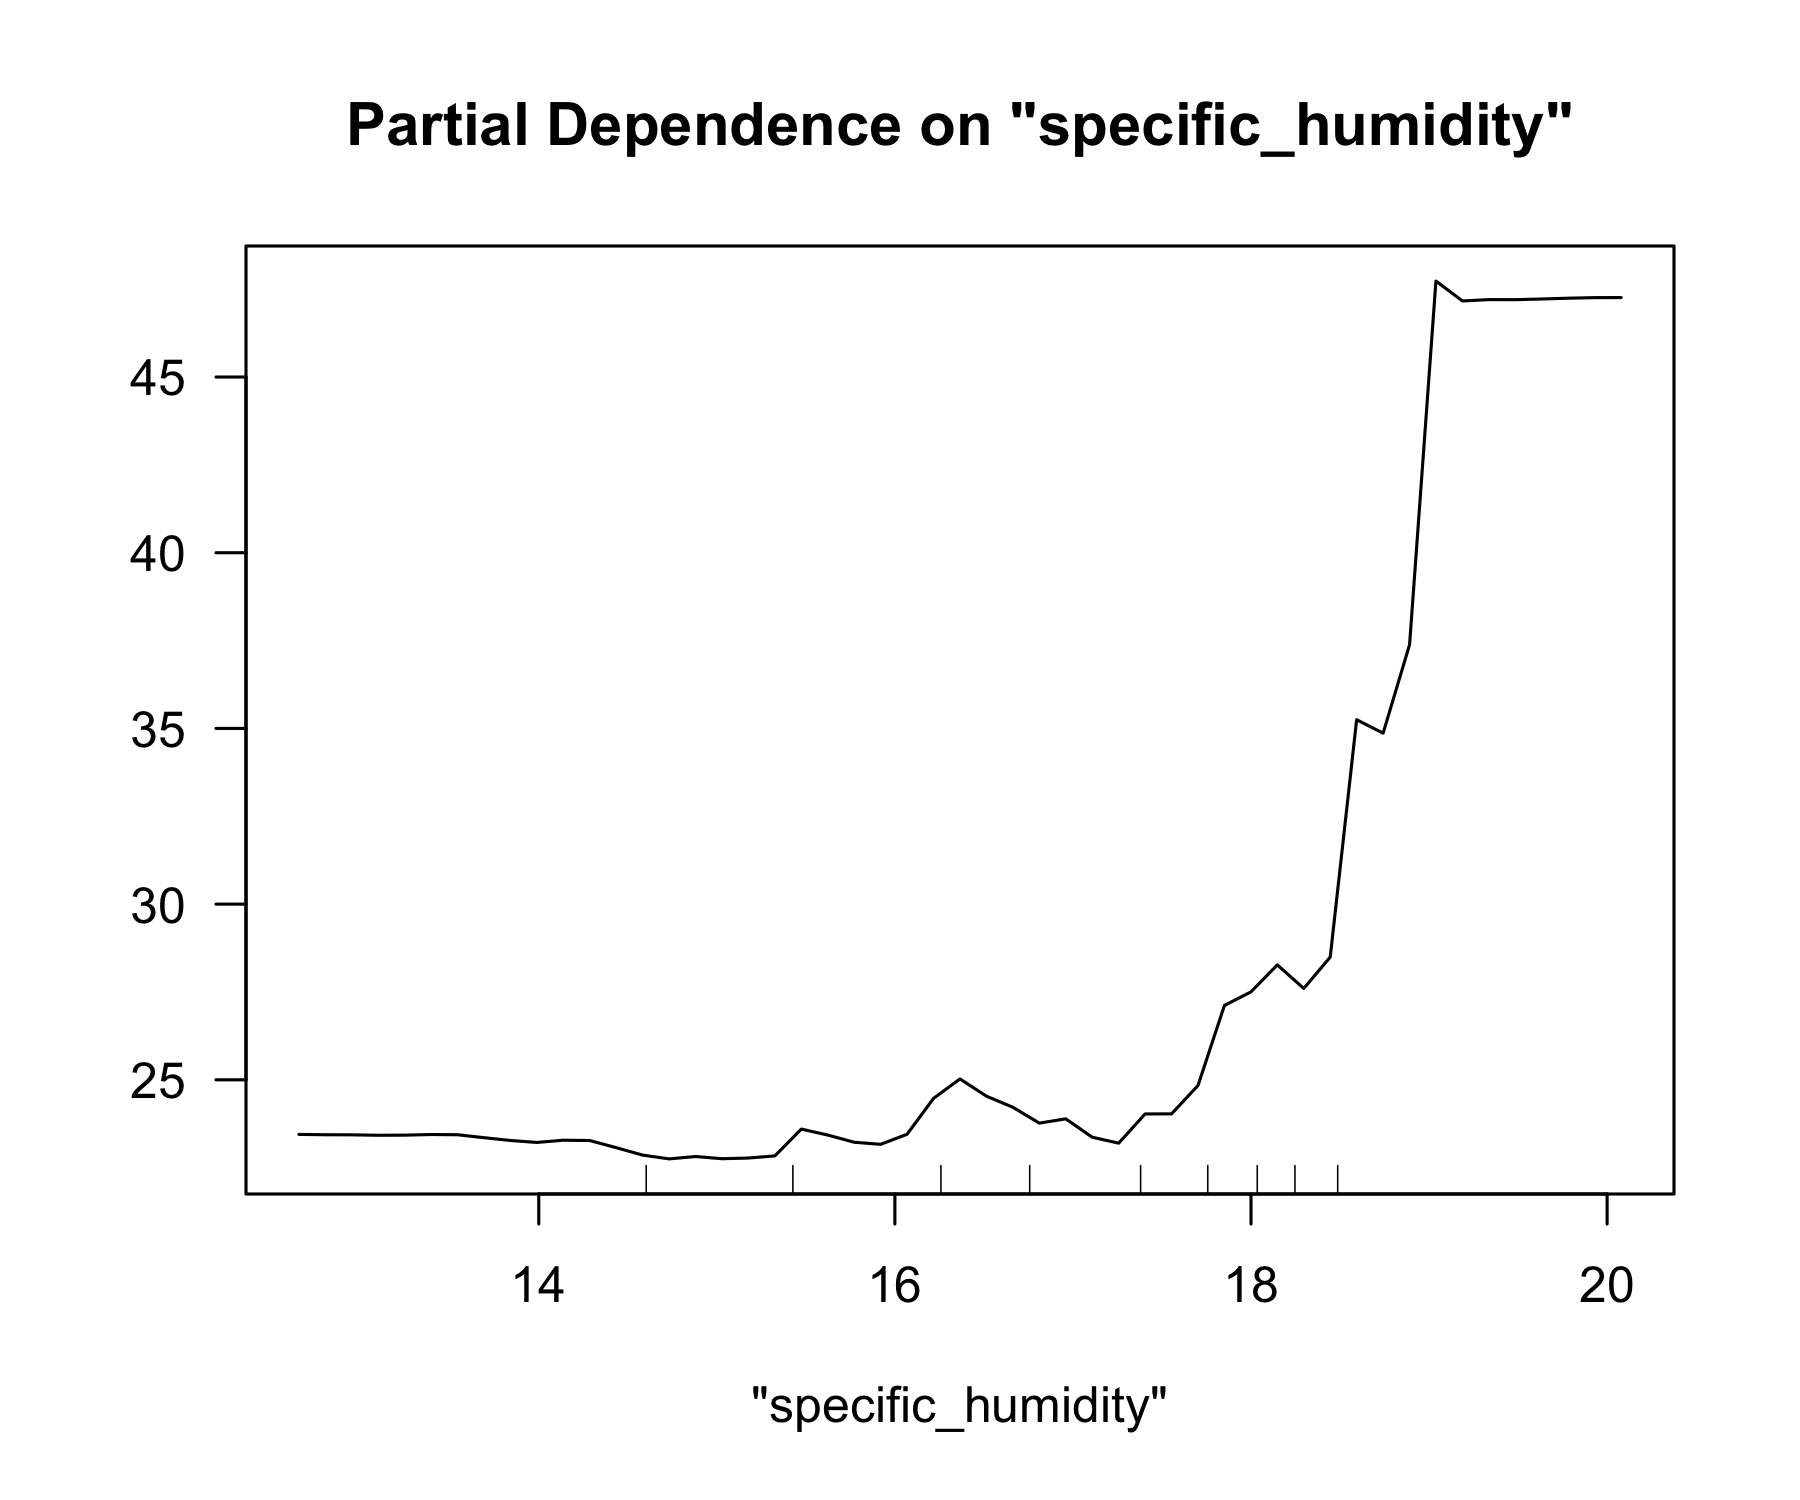 Partial Dependence on "specific_humidity"
45
40
35
30
25
14 16 18 20
"specific_humidity"